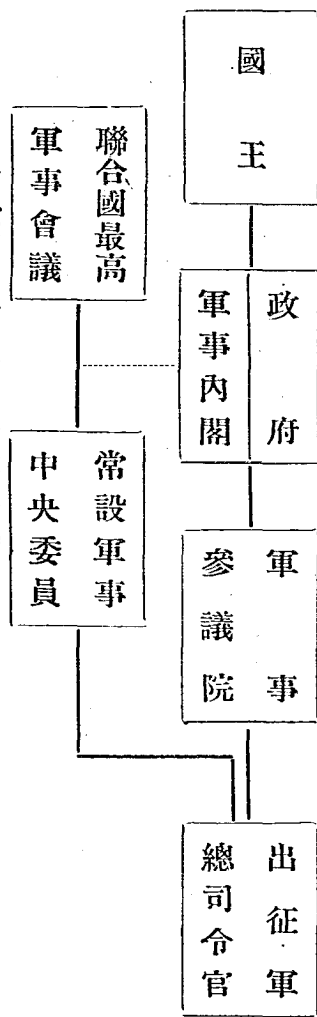 國王
政府
軍事內閣
軍事
參議院
出征軍
總司令官
聯合國最高
軍事會議
常設軍事
中央委員